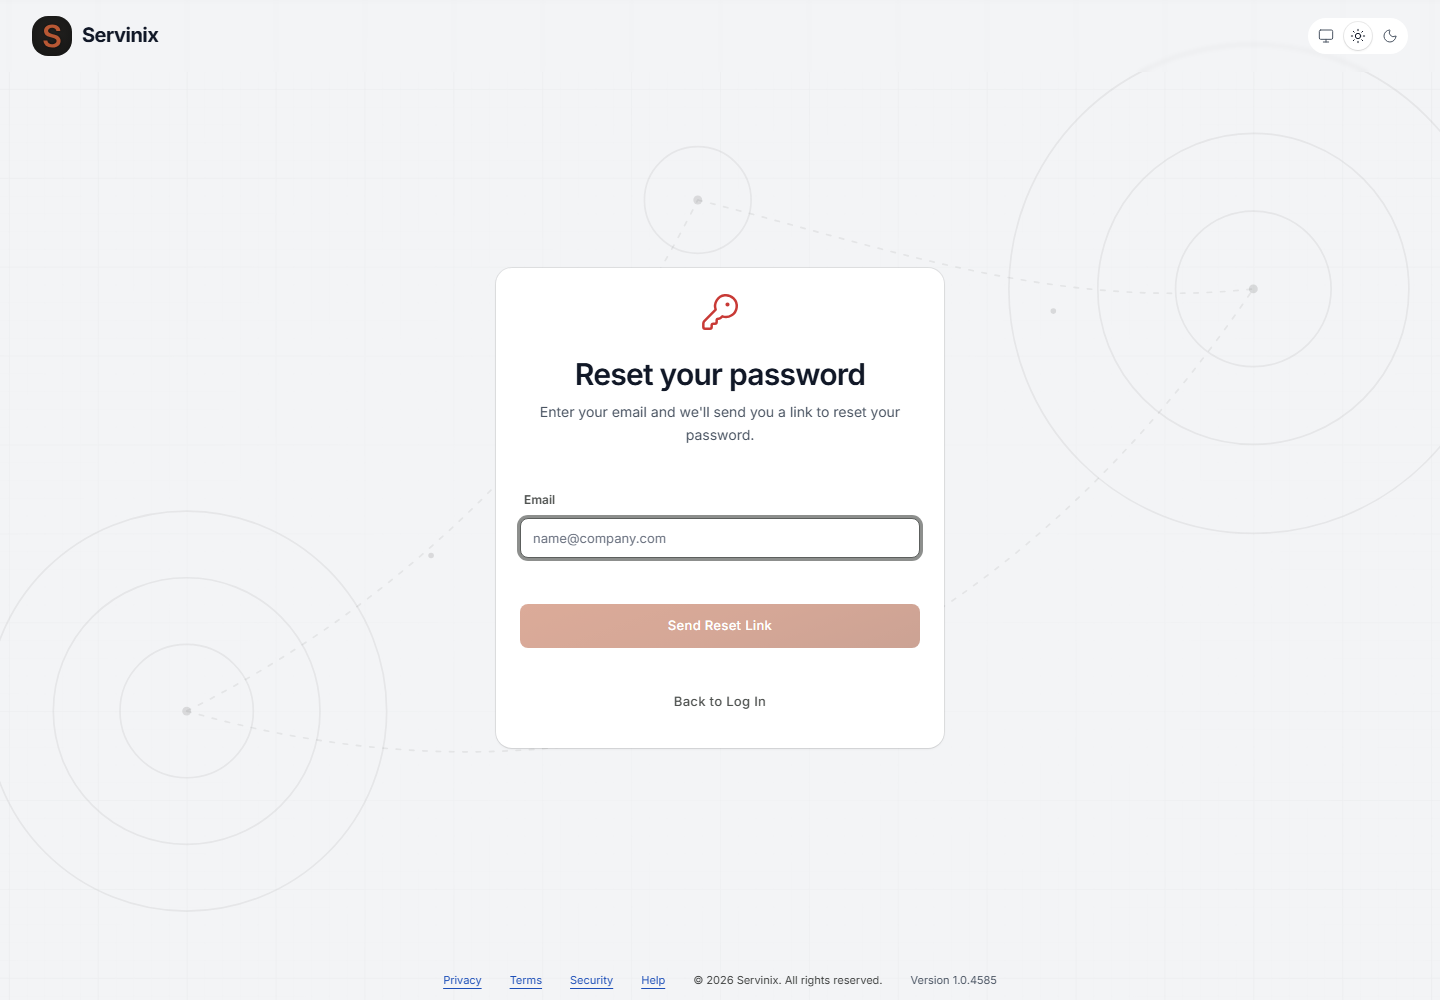 S
Servinix
Reset your password
Enter your email and we'll send you a link to reset your
password.
Email
name@company.com
Send Reset Link
Back to Log In
Privacy Terms Security Help © 2026 Servinix. All rights reserved. Version 1.0.4585